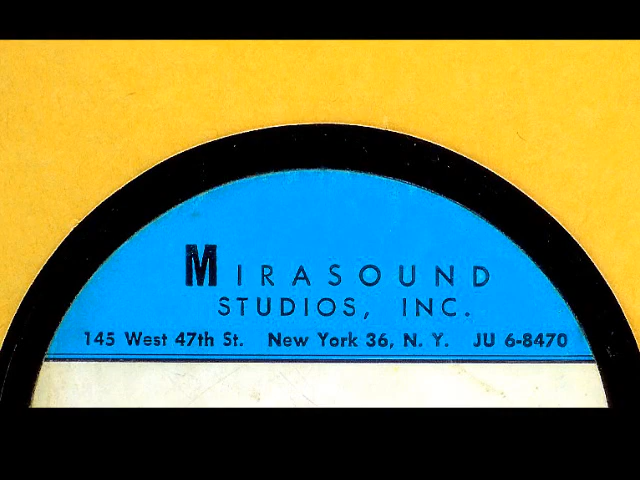 MIRASOUND
STUDIOS, INC.
145 West 47th St. New York 36, N. Y. JU 6-8470